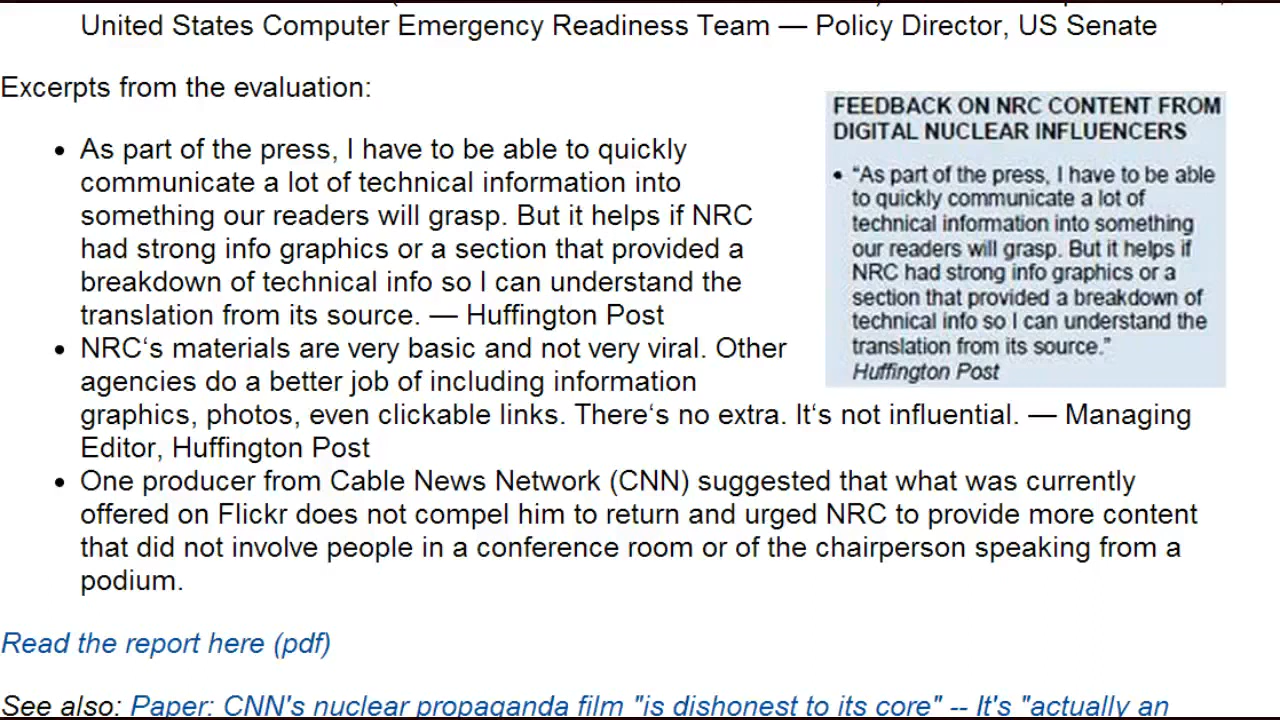 United States Computer Emergency Readiness Team — Policy Director, US Senate
Excerpts from the evaluation:
• As part of the press, I have to be able to quickly
communicate a lot of technical information into
something our readers will grasp. But it helps if NRC
had strong info graphics or a section that provided a
breakdown of technical info so I can understand the
translation from its source. — Huffington Post
• NRC‘s materials are very basic and not very viral. Other
agencies do a better job of including information
graphics, photos, even clickable links. There‘s no extra. It‘s not influential. — Managing
Editor, Huffington Post
• One producer from Cable News Network (CNN) suggested that what was currently
offered on Flickr does not compel him to return and urged NRC to provide more content
that did not involve people in a conference room or of the chairperson speaking from a
podium.
FEEDBACK ON NRC CONTENT FROM
DIGITAL NUCLEAR INFLUENCERS
• “As part of the press, I have to be able
to quickly communicate a lot of
technical information into something
our readers will grasp. But it helps if
NRC had strong info graphics or a
section that provided a breakdown of
technical info so I can understand the
translation from its source.”
Huffington Post
Read the report here (pdf)
See also: Paper: CNN's nuclear propaganda film "is dishonest to its core" -- It's "actually an